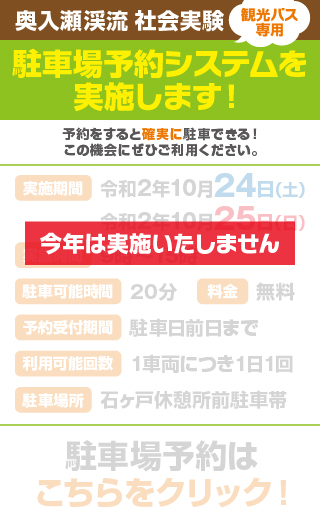 奥入瀬渓流 社会実験
観光バス
専用
駐車場予約システムを
実施します！
予約をすると確実に駐車できる！
この機会にぜひご利用ください。
実施期間 令和2年10月24日（土）
令和2年10月25日（日）
今年は実施いたしません
駐車可能時間 20分 料金 無料
予約受付期間 駐車日前日まで
利用可能回数 1車両につき1日1回
駐車場所 石ヶ戸休憩所前駐車帯
駐車場予約は
こちらをクリック！